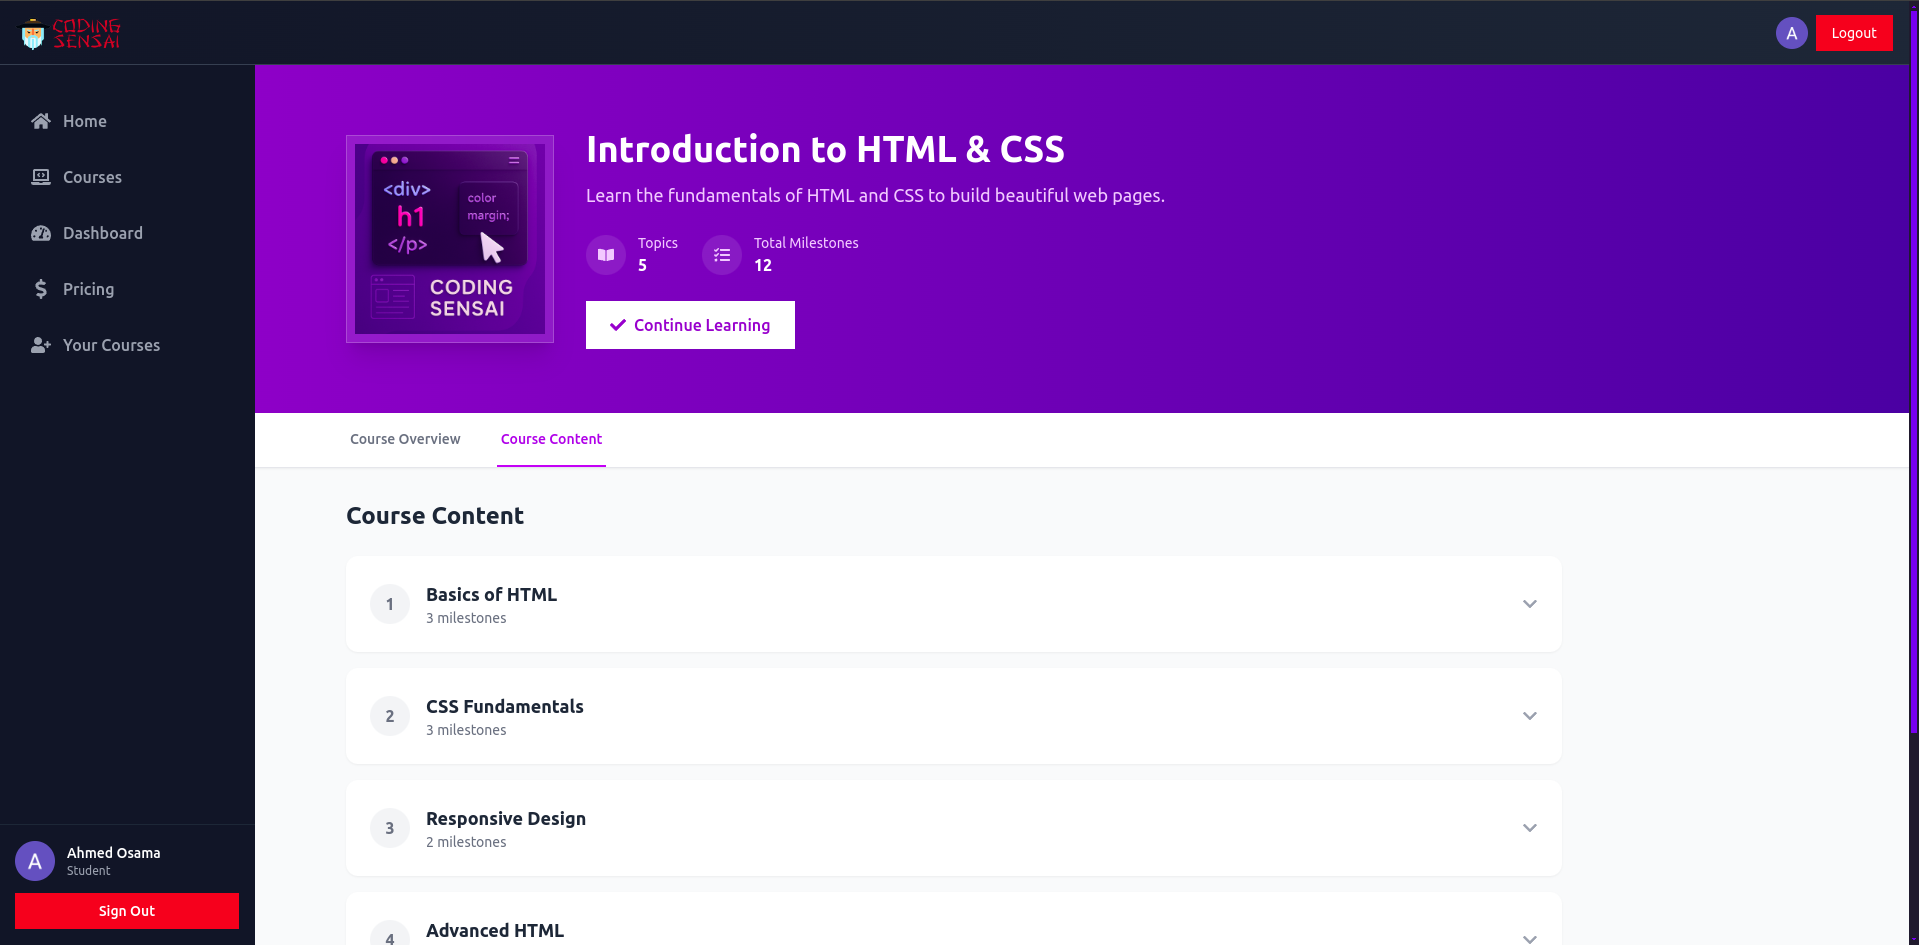 CODING
SENSAI
A
Logout
Home
Courses
Dashboard
Pricing
Your Courses
<div>
h1
</p>
color
margin;
CODING
SENSAI
Introduction to HTML & CSS
Learn the fundamentals of HTML and CSS to build beautiful web pages.
Topics
5
Total Milestones
12
Continue Learning
Course Overview
Course Content
Course Content
1
Basics of HTML
3 milestones
2
CSS Fundamentals
3 milestones
3
Responsive Design
2 milestones
4
Advanced HTML
A
Ahmed Osama
Student
Sign Out